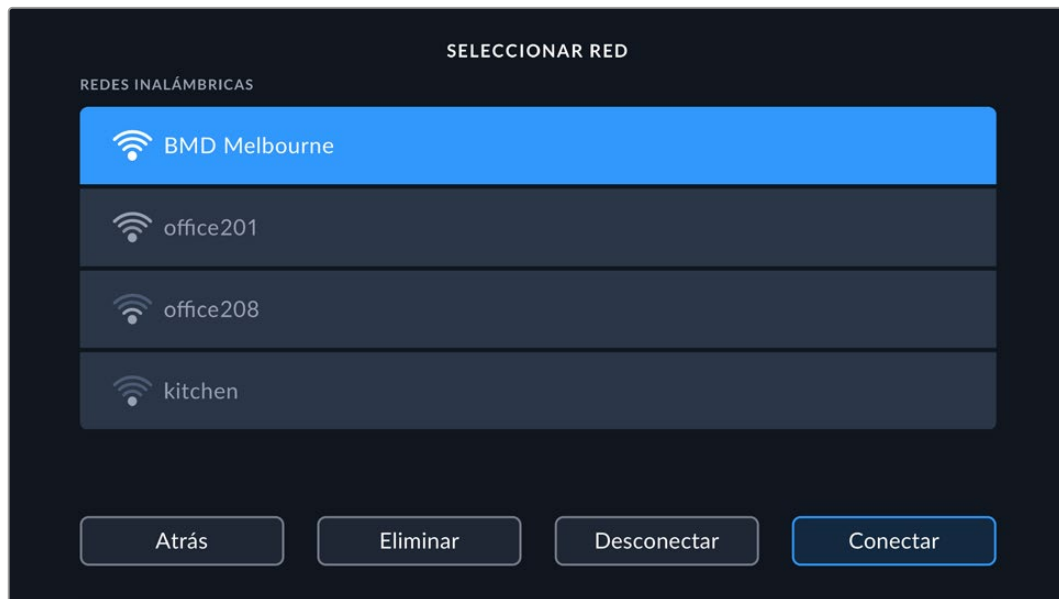 SELECCIONAR RED
REDES INALÁMBRICAS
BMD Melbourne
office201
office208
kitchen
Atrás Eliminar Desconectar Conectar